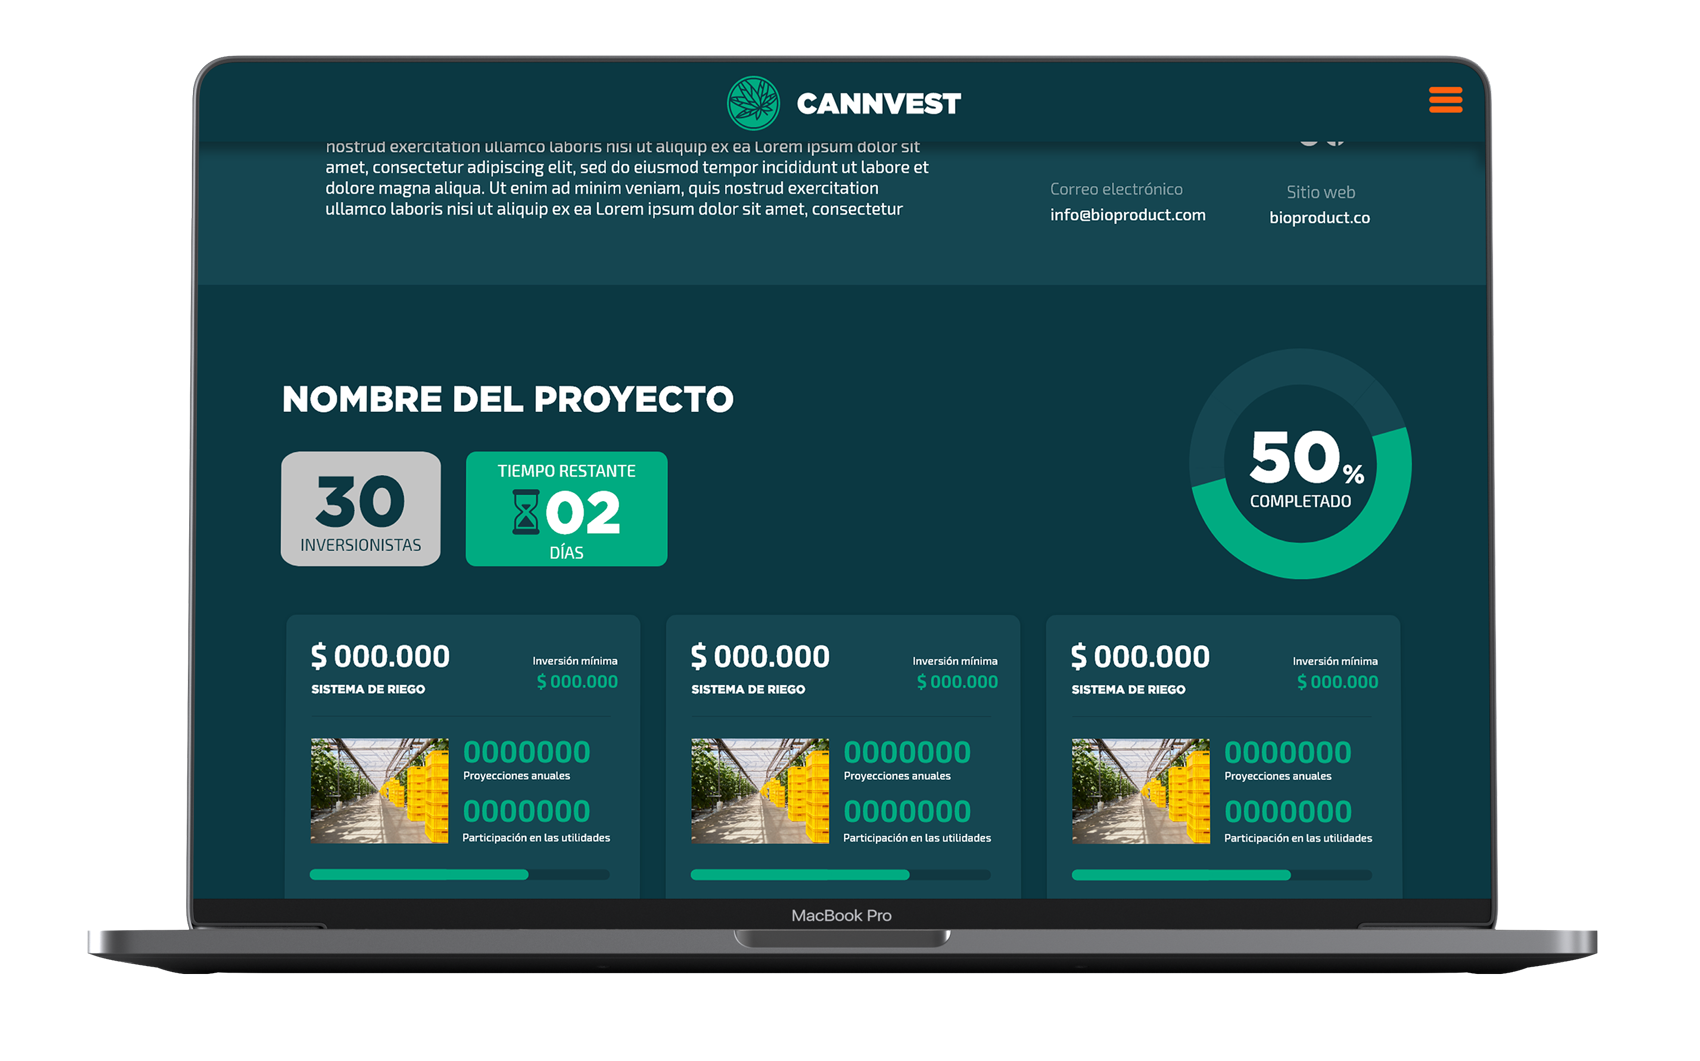 CANNVEST
nostrud exercitation ullamco laboris nisi ut aliquip ex ea Lorem ipsum dolor sit
amet, consectetur adipiscing elit, sed do eiusmod tempor incididunt ut labore et
dolore magna aliqua. Ut enim ad minim veniam, quis nostrud exercitation
ullamco laboris nisi ut aliquip ex ea Lorem ipsum dolor sit amet, consectetur
Correo electrónico
info@bioproduct.com
Sitio web
bioproduct.co
NOMBRE DEL PROYECTO
30
INVERSIONISTAS
TIEMPO RESTANTE
02
DÍAS
50%
COMPLETADO
$ 000.000
SISTEMA DE RIEGO
Inversión mínima
$ 000.000
0000000
Proyecciones anuales
0000000
Participación en las utilidades
$ 000.000
SISTEMA DE RIEGO
Inversión mínima
$ 000.000
0000000
Proyecciones anuales
0000000
Participación en las utilidades
$ 000.000
SISTEMA DE RIEGO
Inversión mínima
$ 000.000
0000000
Proyecciones anuales
0000000
Participación en las utilidades
MacBook Pro